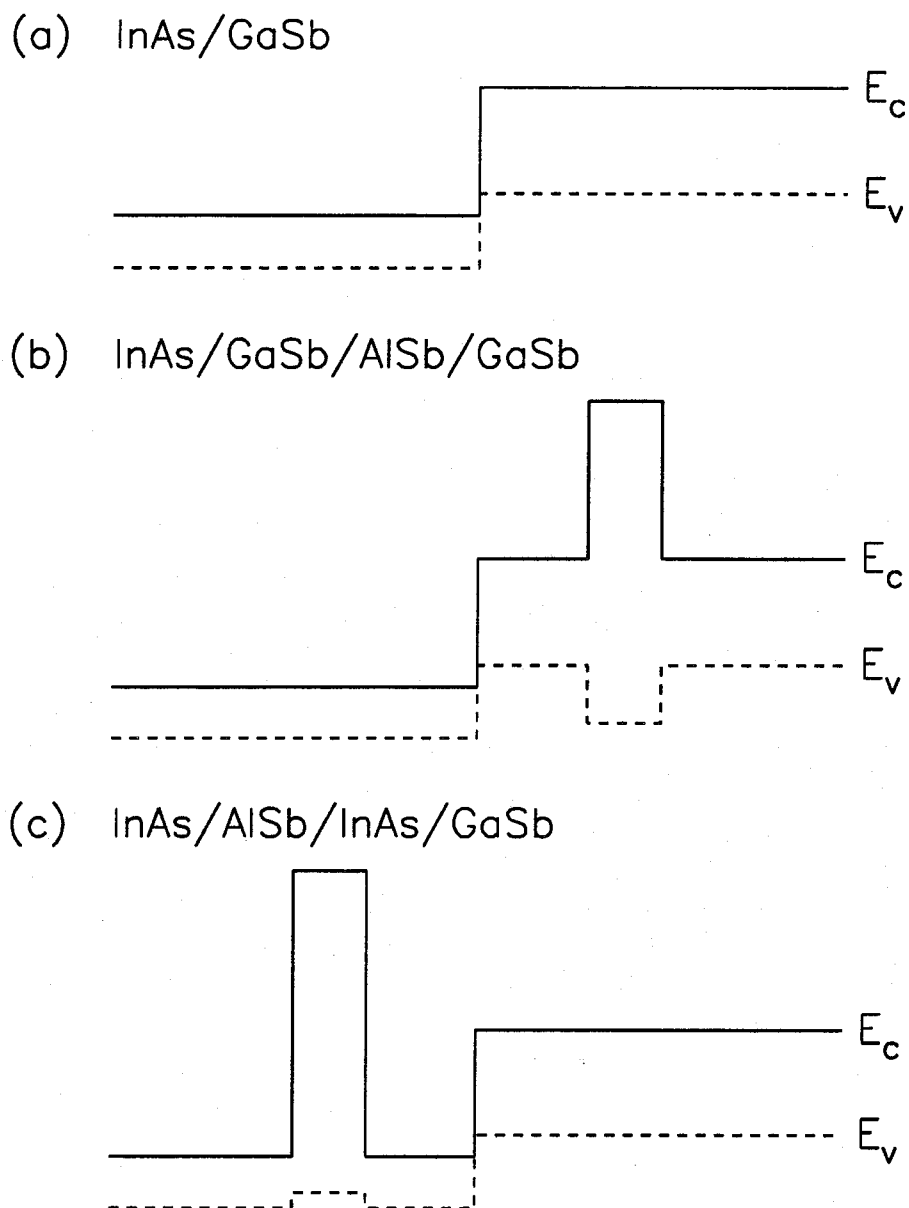 (a) InAs/GaSb
E_c
E_v
(b) InAs/GaSb/AlSb/GaSb
E_c
E_v
(c) InAs/AlSb/InAs/GaSb
E_c
E_v